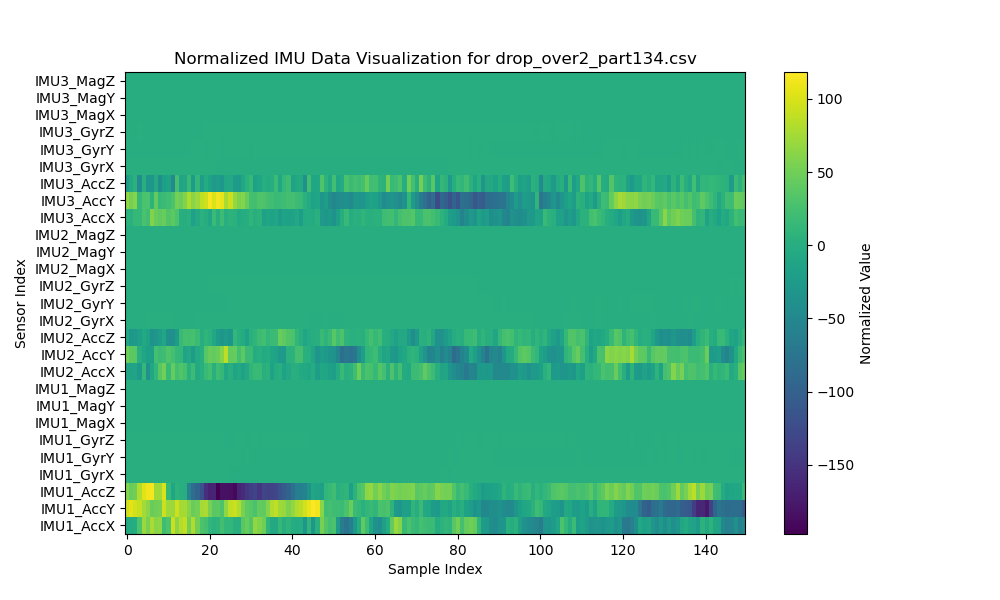 Normalized IMU Data Visualization for drop_over2_part134.csv
IMU3_MagZ
IMU3_MagY
IMU3_MagX
IMU3_GyrZ
IMU3_GyrY
IMU3_GyrX
IMU3_AccZ
IMU3_AccY
IMU3_AccX
IMU2_MagZ
IMU2_MagY
IMU2_MagX
IMU2_GyrZ
IMU2_GyrY
IMU2_GyrX
IMU2_AccZ
IMU2_AccY
IMU2_AccX
IMU1_MagZ
IMU1_MagY
IMU1_MagX
IMU1_GyrZ
IMU1_GyrY
IMU1_GyrX
IMU1_AccZ
IMU1_AccY
IMU1_AccX
Sensor Index
0 20 40 60 80 100 120 140
Sample Index
100
50
0
−50
−100
−150
Normalized Value